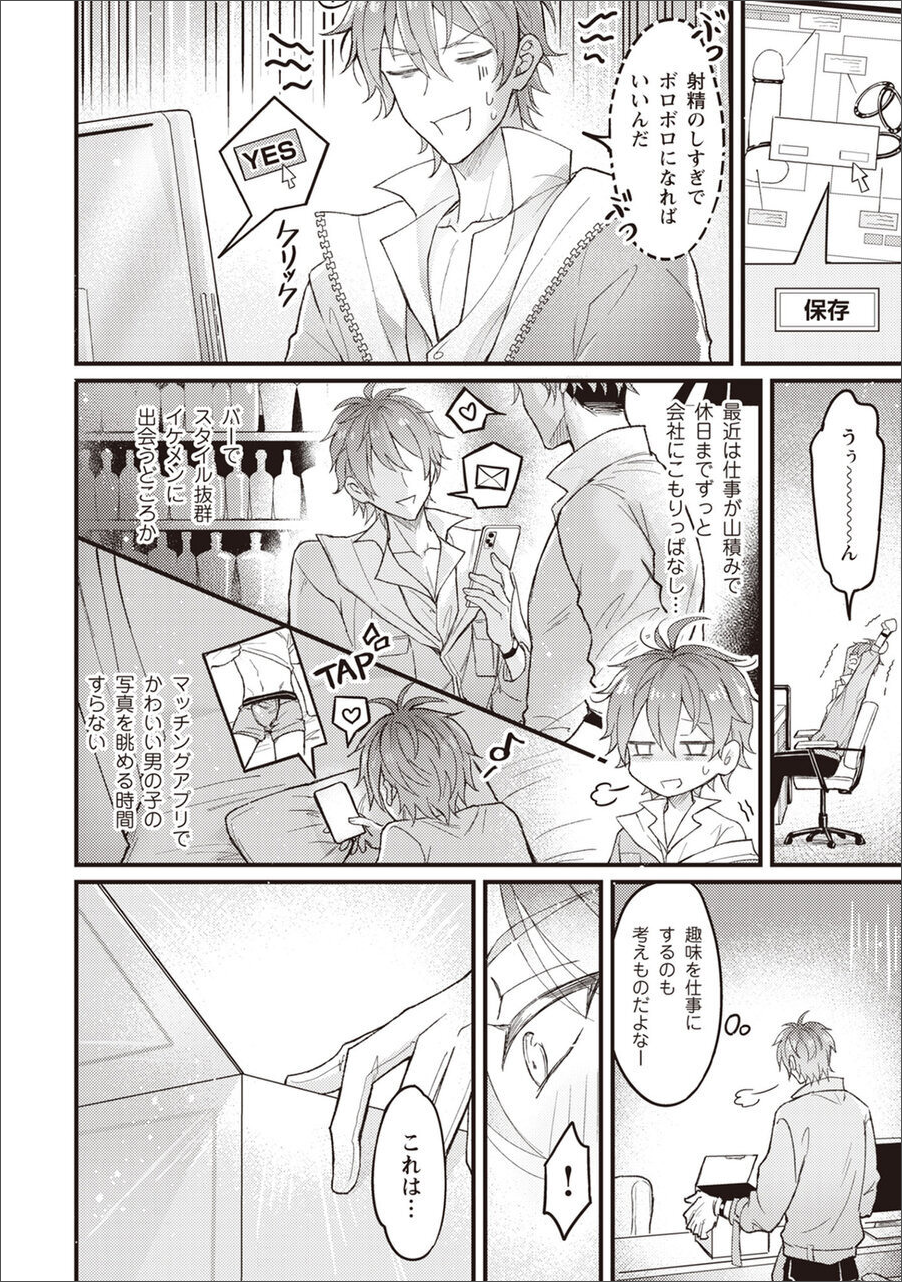 保存
ぶっ
射精のしすぎで
ボロボロになれば
いいんだ
ぶっ
YES
クリック
うぅ～～～～～ん
最近は仕事が山積みで
休日までずっと
会社にこもりっぱなし…
バーで
スタイル抜群
イケメンに
出会うどころか
TAP
マッチングアプリで
かわいい男の子の
写真を眺める時間
すらない
趣味を仕事に
するのも
考えものだよなー
！
これは…